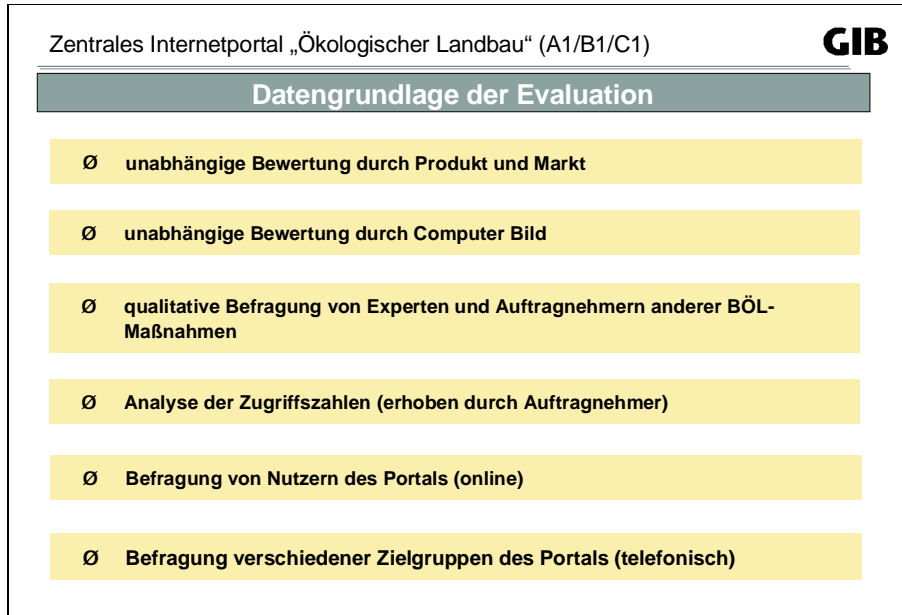 Zentrales Internetportal „Ökologischer Landbau“ (A1/B1/C1)
GIB
Datengrundlage der Evaluation
Ø unabhängige Bewertung durch Produkt und Markt
Ø unabhängige Bewertung durch Computer Bild
Ø qualitative Befragung von Experten und Auftragnehmern anderer BÖL-
Maßnahmen
Ø Analyse der Zugriffszahlen (erhoben durch Auftragnehmer)
Ø Befragung von Nutzern des Portals (online)
Ø Befragung verschiedener Zielgruppen des Portals (telefonisch)